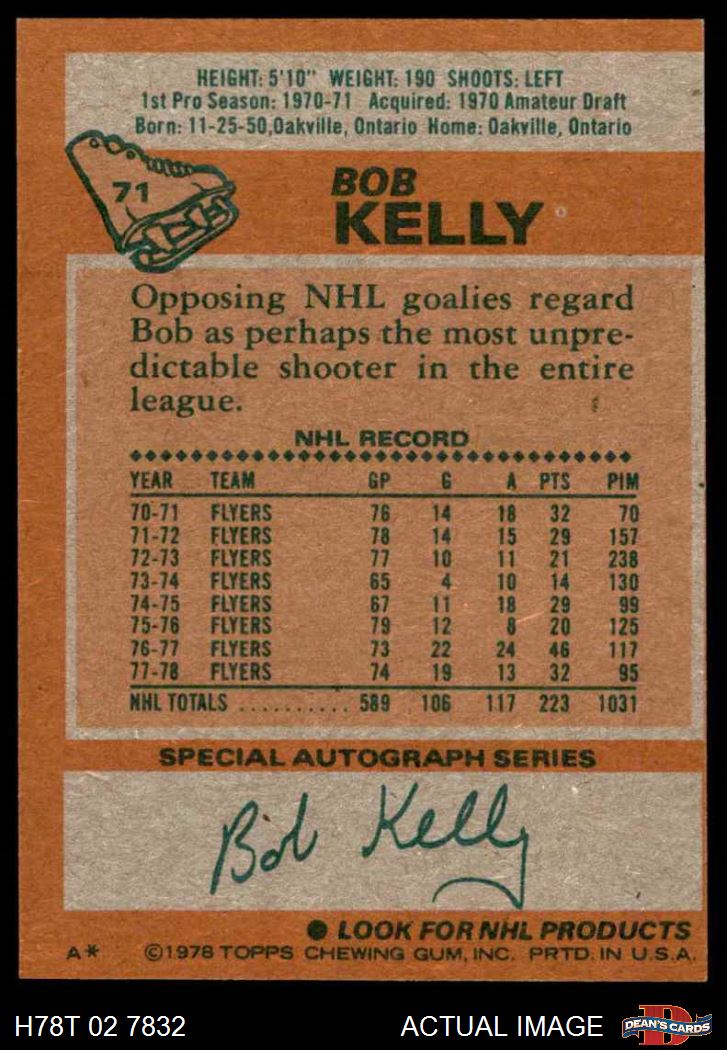 HEIGHT: 5'10" WEIGHT: 190 SHOOTS: LEFT
1st Pro Season: 1970-71 Acquired: 1970 Amateur Draft
Born: 11-25-50, Oakville, Ontario Home: Oakville, Ontario
71
BOB
KELLY
Opposing NHL goalies regard
Bob as perhaps the most unpre-
dictable shooter in the entire
league.
NHL RECORD
YEAR TEAM GP G A PTS PIM
70-71 FLYERS 76 14 18 32 70
71-72 FLYERS 78 14 15 29 157
72-73 FLYERS 77 10 11 21 238
73-74 FLYERS 65 4 10 14 130
74-75 FLYERS 67 11 18 29 99
75-76 FLYERS 79 12 8 20 125
76-77 FLYERS 73 22 24 46 117
77-78 FLYERS 74 19 13 32 95
NHL TOTALS .......... 589 106 117 223 1031
SPECIAL AUTOGRAPH SERIES
Bob Kelly
● LOOK FOR NHL PRODUCTS
A* ©1978 TOPPS CHEWING GUM, INC. PRTD. IN U.S.A.
H78T 02 7832 ACTUAL IMAGE
D
DEAN'S CARDS